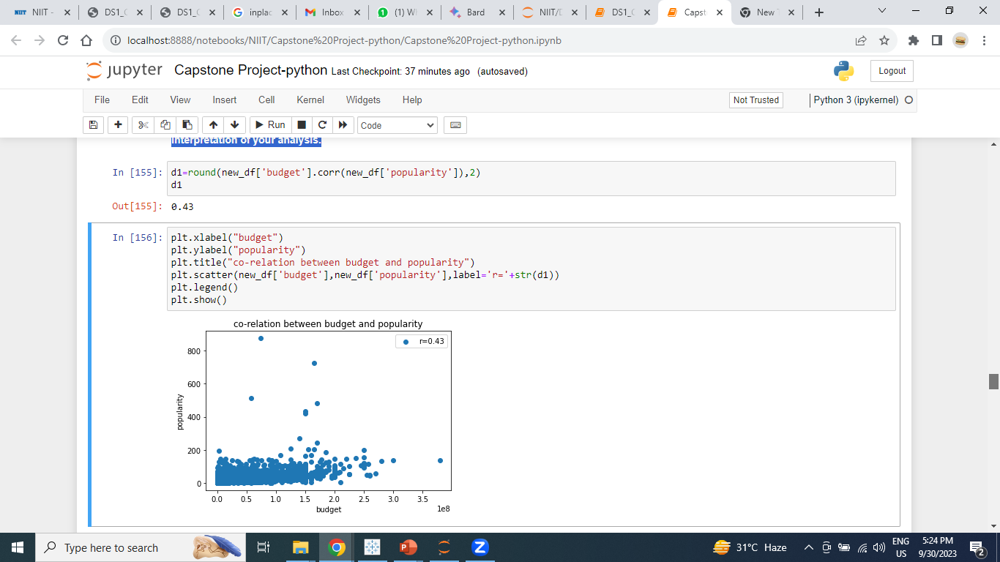 NIIT -
DS1_C
DS1_C
inplac
Inbox
(1) W
Bard
NIIT/D
DS1_C
Capst
New T
localhost:8888/notebooks/NIIT/Capstone%20Project-python/Capstone%20Project-python.ipynb
jupyter Capstone Project-python Last Checkpoint: 37 minutes ago (autosaved)
Logout
File Edit View Insert Cell Kernel Widgets Help
Not Trusted
Python 3 (ipykernel)
Run
Code
interpretation of your analysis.
In [155]: d1=round(new_df['budget'].corr(new_df['popularity']),2)
d1
Out[155]: 0.43
In [156]: plt.xlabel("budget")
plt.ylabel("popularity")
plt.title("co-relation between budget and popularity")
plt.scatter(new_df['budget'],new_df['popularity'],label='r='+str(d1))
plt.legend()
plt.show()
co-relation between budget and popularity
r=0.43
800
600
400
200
0
popularity
0.0 0.5 1.0 1.5 2.0 2.5 3.0 3.5
1e8
budget
Type here to search
31°C Haze
ENG
US
5:24 PM
9/30/2023
2